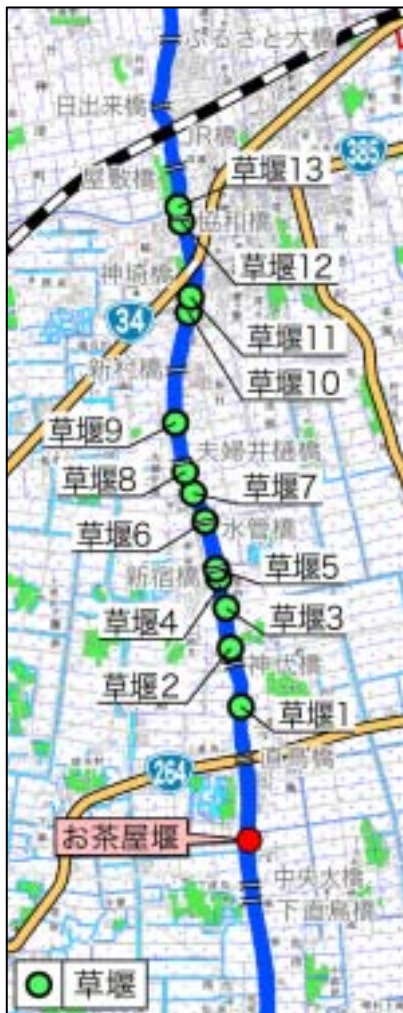 ふるさと大橋
日出来橋
JR橋
385
屋敷橋
草堰13
協和橋
草堰12
神埼橋
34
草堰11
草堰10
新村橋
草堰9
夫婦井樋橋
草堰8
草堰7
草堰6
水管橋
新宿橋
草堰5
草堰4
草堰3
草堰2
神代橋
草堰1
直鳥橋
264
お茶屋堰
中央大橋
下直鳥橋
草堰